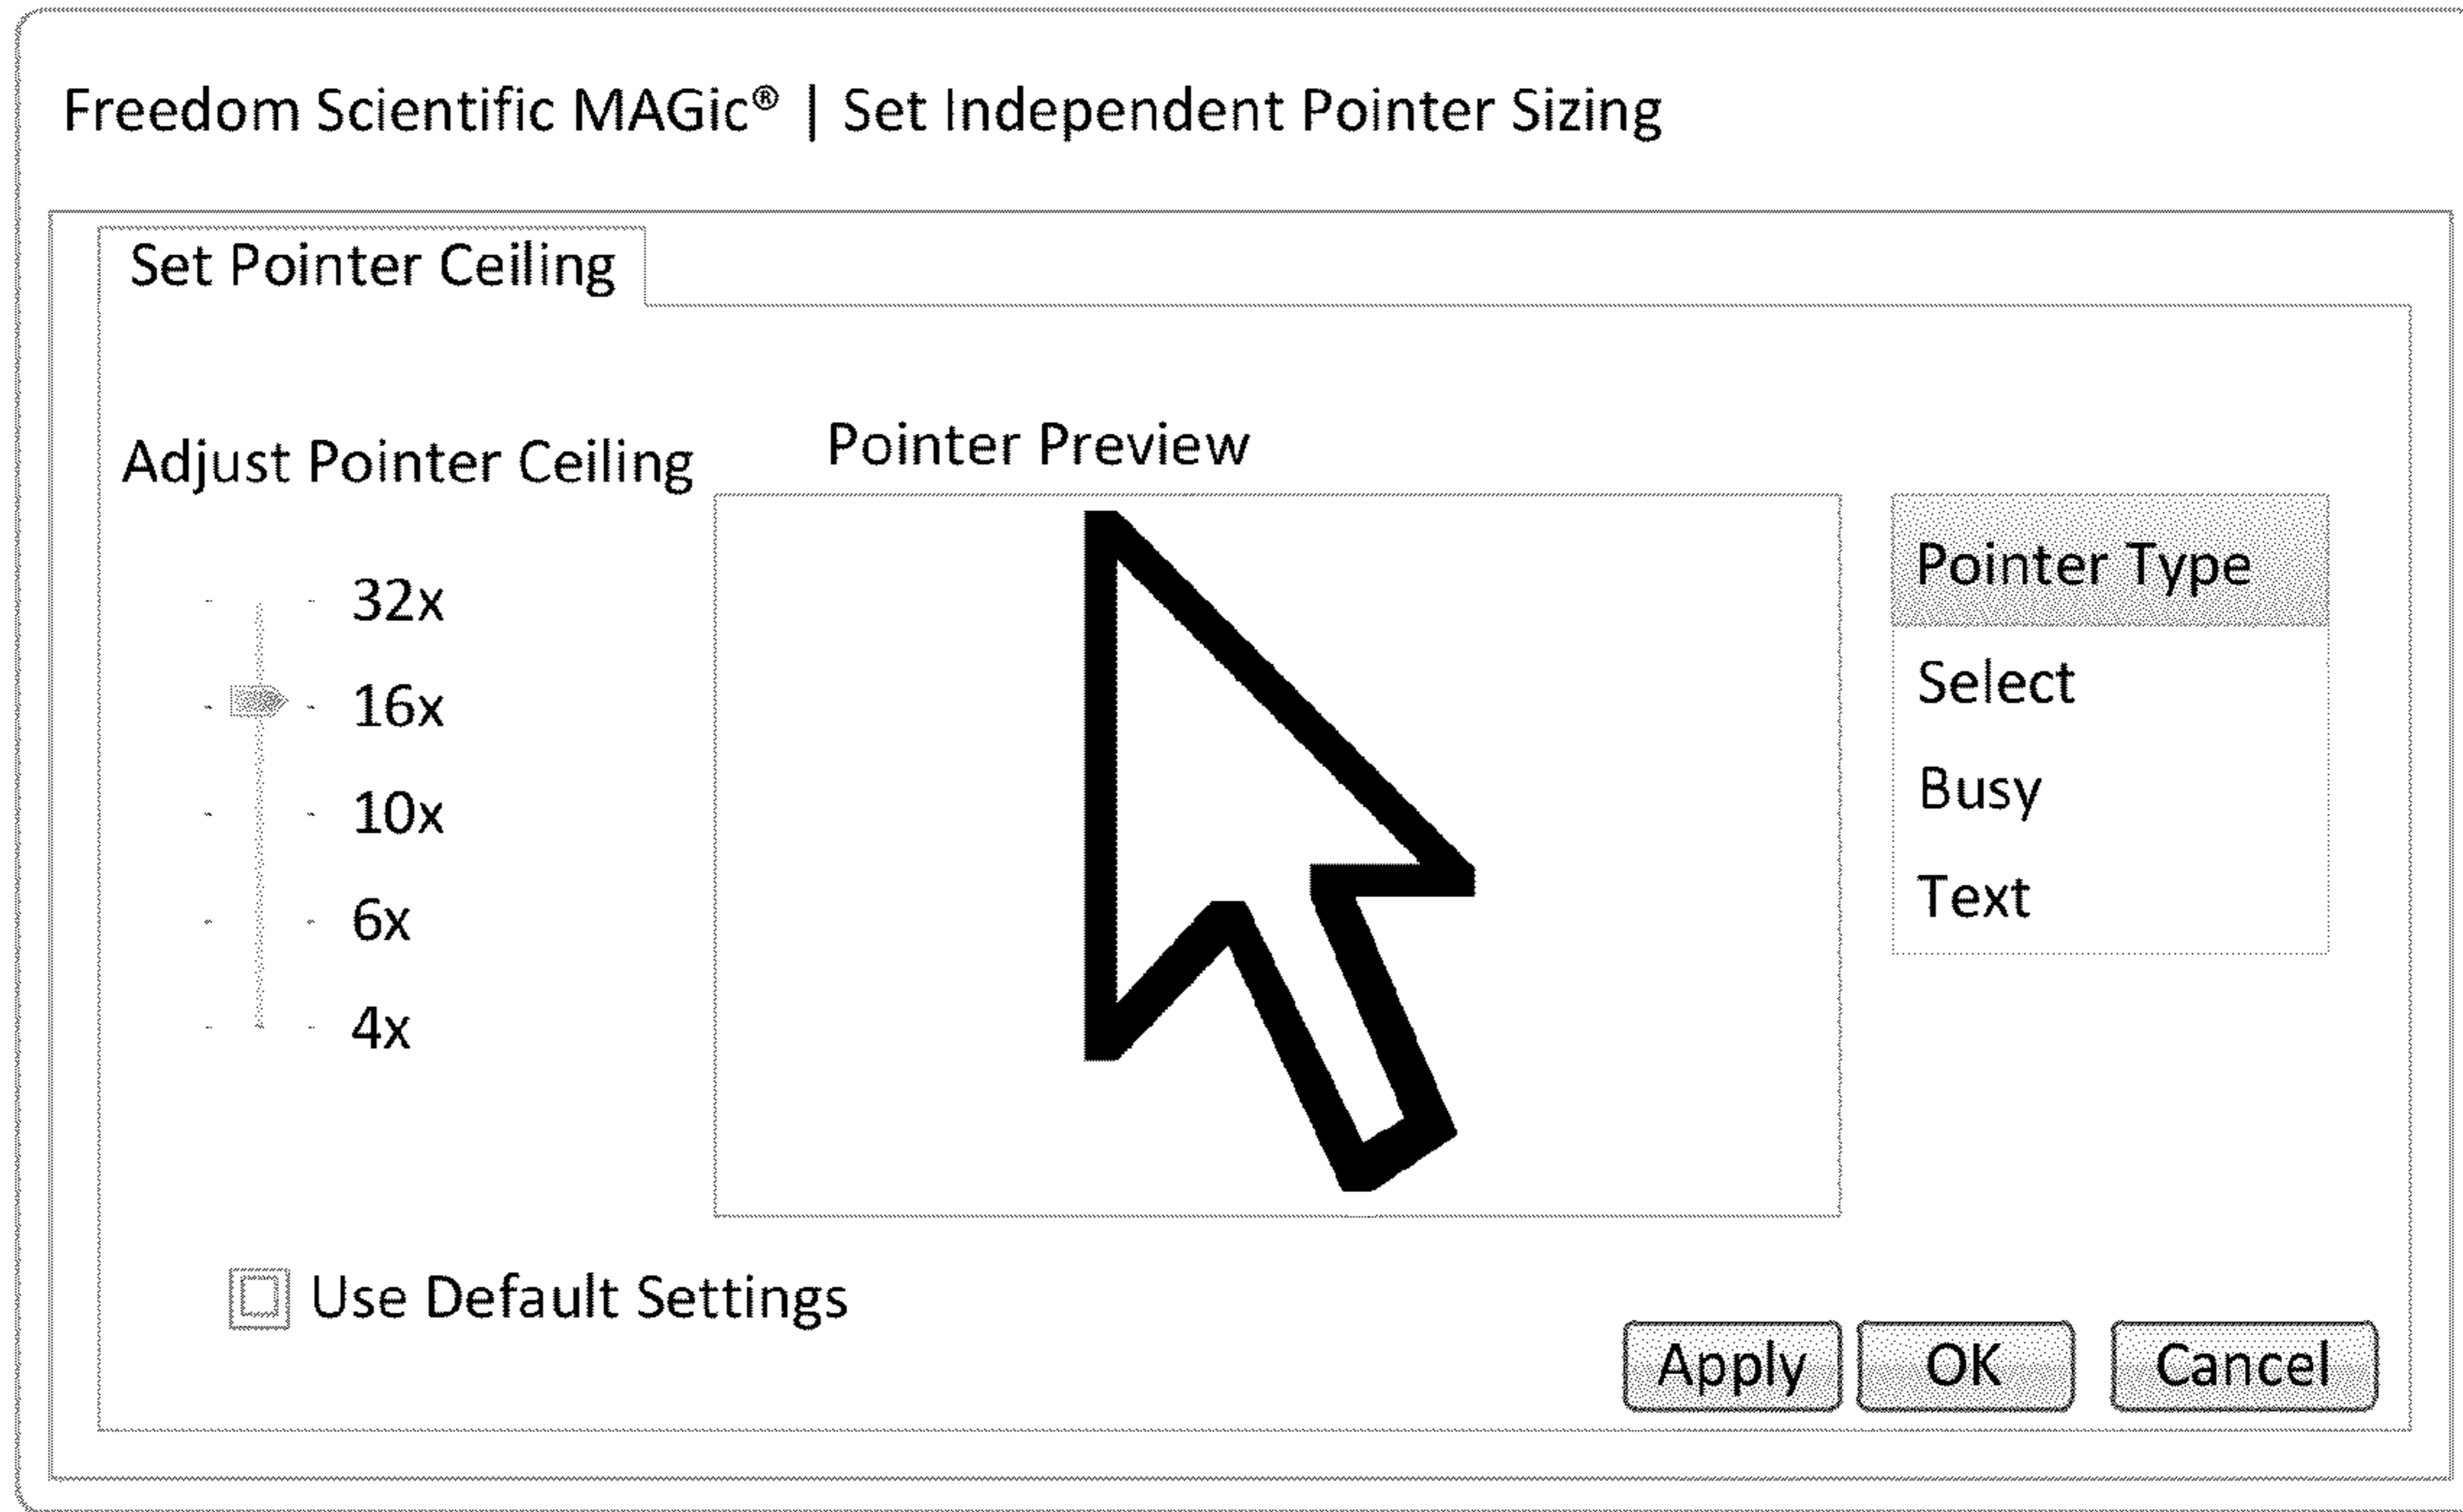 Freedom Scientific MAGic® | Set Independent Pointer Sizing
Set Pointer Ceiling
Adjust Pointer Ceiling
32x
16x
10x
6x
4x
Pointer Preview
Pointer Type
Select
Busy
Text
Use Default Settings
Apply
OK
Cancel